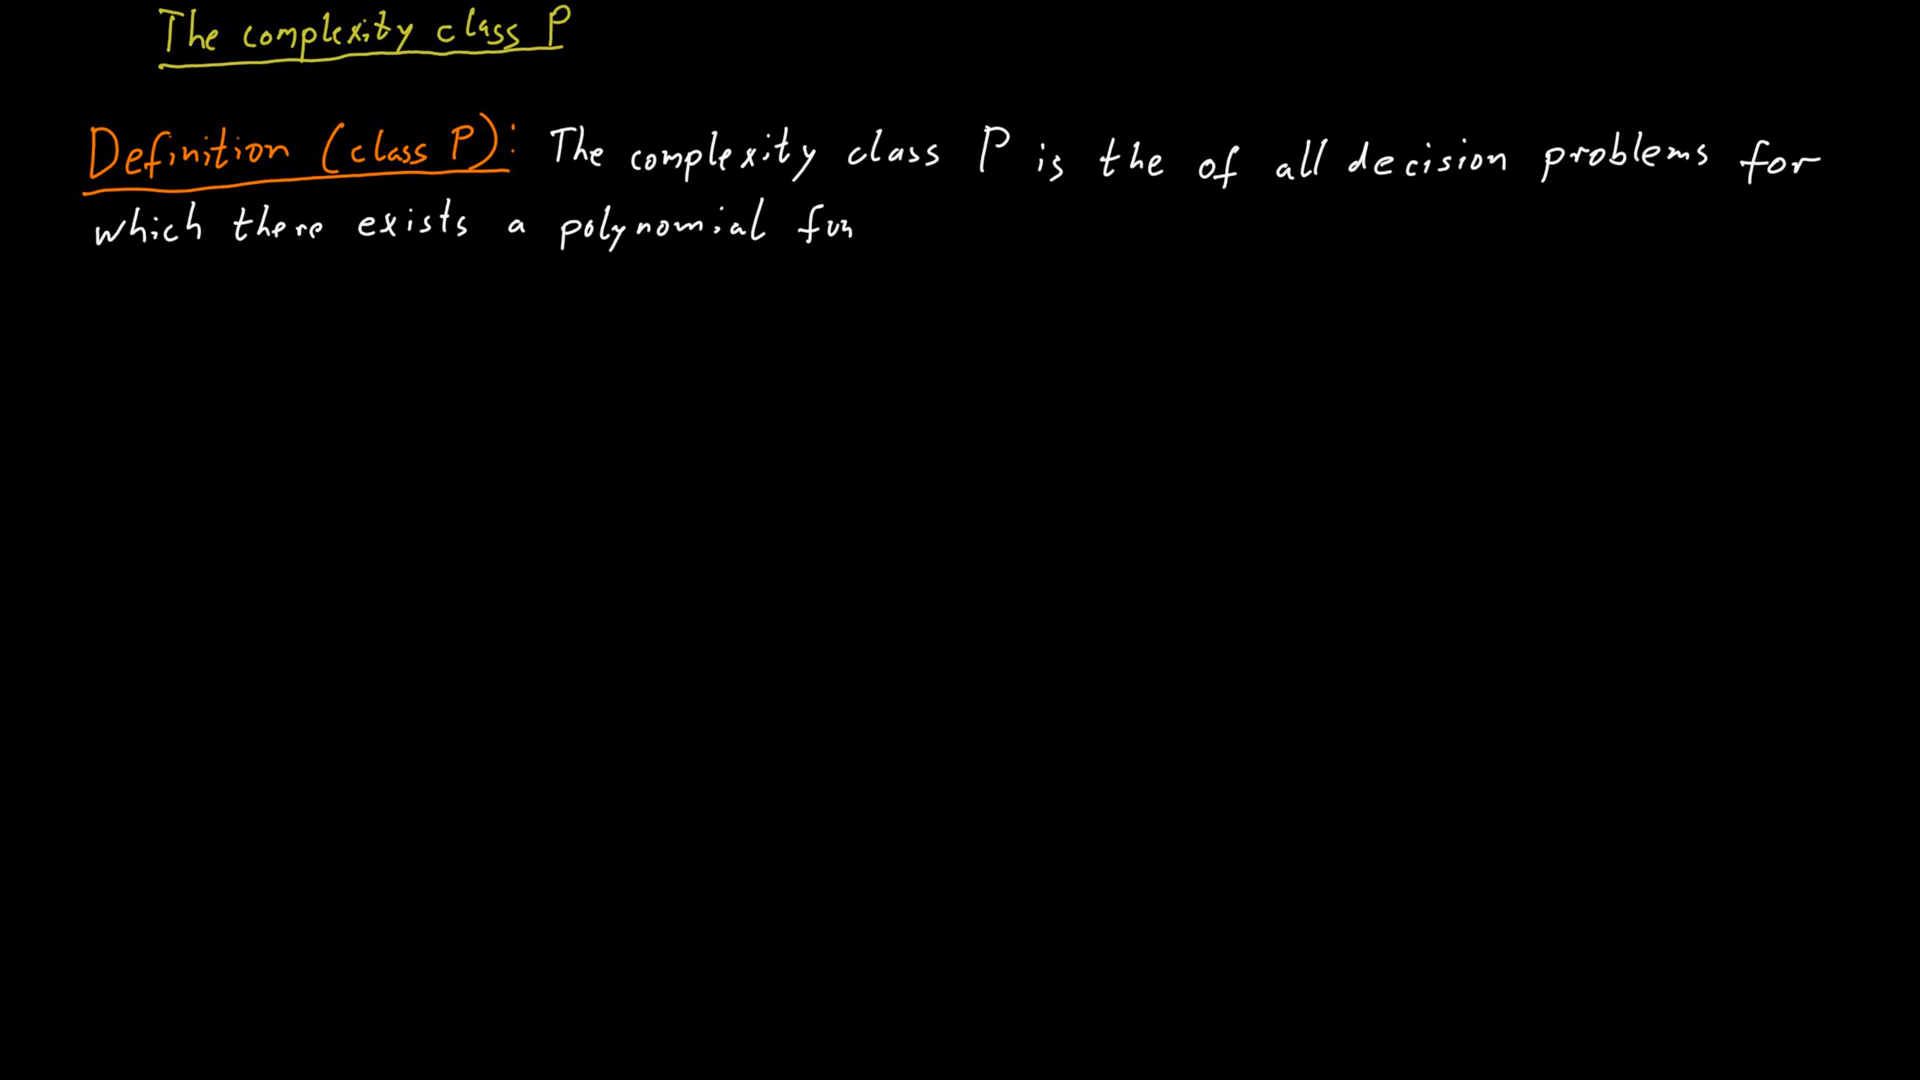 The complexity class P
Definition (class P): The complexity class P is the of all decision problems for
which there exists a polynomial fun